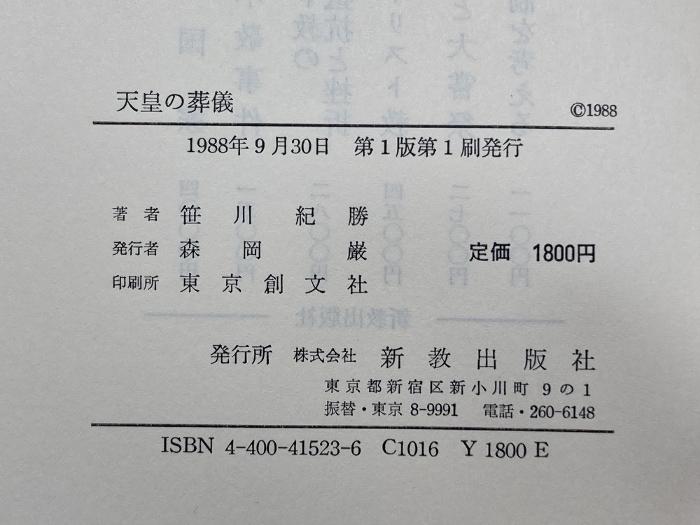 天皇の葬儀
©1988
1988年9月30日 第1版第1刷発行
著者 笹川紀勝
発行者 森岡巌
定価 1800円
印刷所 東京創文社
発行所 株式会社 新教出版社
東京都新宿区新小川町9の1
振替・東京8-9991 電話・260-6148
ISBN 4-400-41523-6 C1016 Y1800E